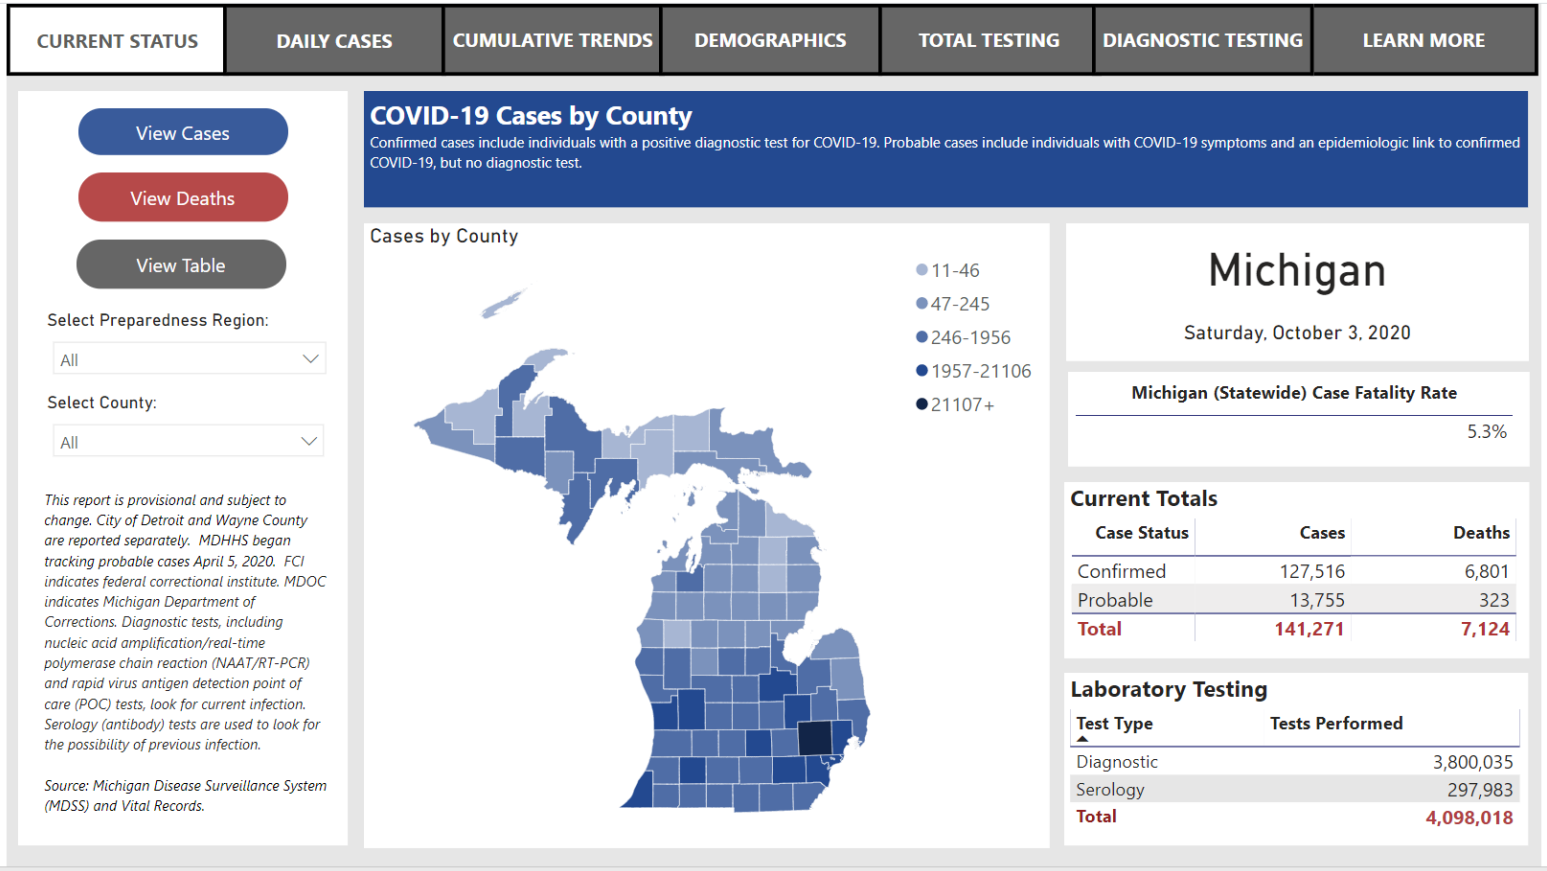 CURRENT STATUS
DAILY CASES
CUMULATIVE TRENDS
DEMOGRAPHICS
TOTAL TESTING
DIAGNOSTIC TESTING
LEARN MORE
View Cases
View Deaths
View Table
Select Preparedness Region:
All
Select County:
All
This report is provisional and subject to
change. City of Detroit and Wayne County
are reported separately. MDHHS began
tracking probable cases April 5, 2020. FCI
indicates federal correctional institute. MDOC
indicates Michigan Department of
Corrections. Diagnostic tests, including
nucleic acid amplification/real-time
polymerase chain reaction (NAAT/RT-PCR)
and rapid virus antigen detection point of
care (POC) tests, look for current infection.
Serology (antibody) tests are used to look for
the possibility of previous infection.
Source: Michigan Disease Surveillance System
(MDSS) and Vital Records.
COVID-19 Cases by County
Confirmed cases include individuals with a positive diagnostic test for COVID-19. Probable cases include individuals with COVID-19 symptoms and an epidemiologic link to confirmed
COVID-19, but no diagnostic test.
Cases by County
11-46
47-245
246-1956
1957-21106
21107+
Michigan
Saturday, October 3, 2020
Michigan (Statewide) Case Fatality Rate
5.3%
Current Totals
Case Status Cases Deaths
Confirmed 127,516 6,801
Probable 13,755 323
Total 141,271 7,124
Laboratory Testing
Test Type Tests Performed
Diagnostic 3,800,035
Serology 297,983
Total 4,098,018